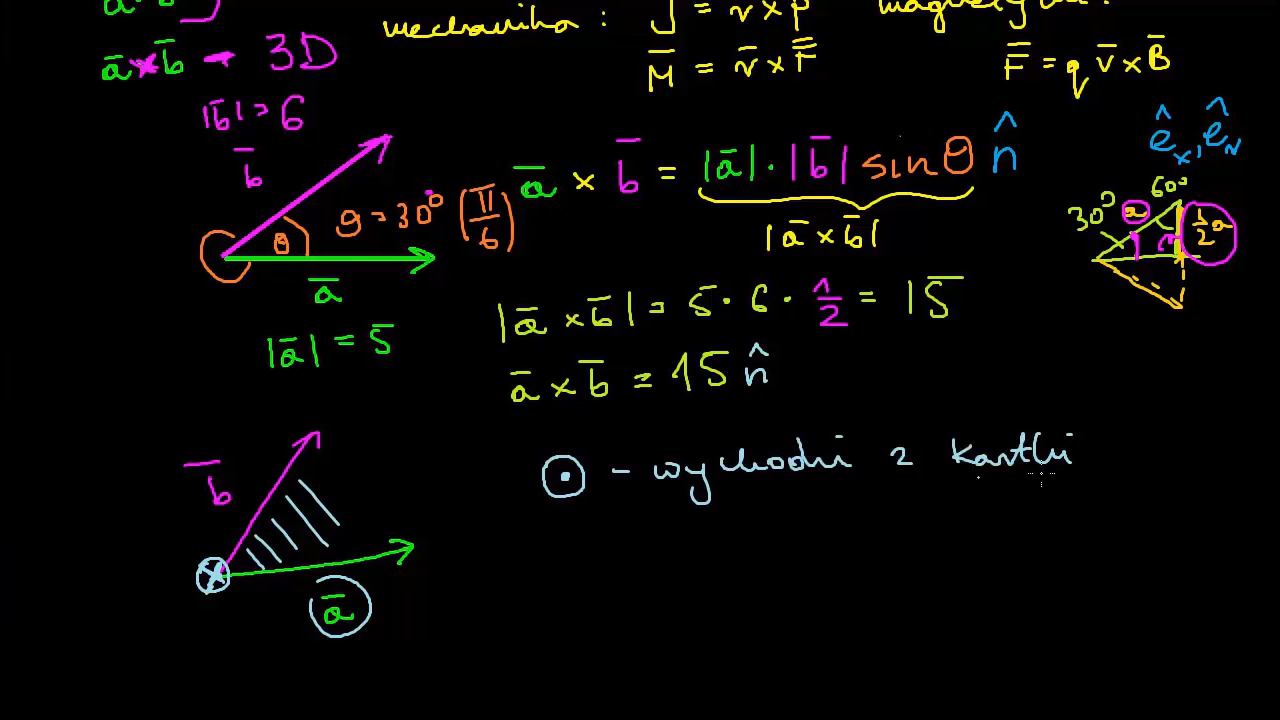 mechanika : J = r x p magnetyzm :
a̅ x b̅ → 3D
M̅ = r̅ x F̅
F̅ = q v̅ x B̅
|b̅| = 6
b̅
a̅ x b̅ = |a̅| · |b̅| sin θ n̂
ê_x, ê_N
|a̅ x b̅|
θ = 30° (π/6)
θ
a̅
30° 60°
a ½a
|a̅| = 5
|a̅ x b̅| = 5 · 6 · 1/2 = 15
a̅ x b̅ = 15 n̂
b̅
⊙ - wychodzi z kartki
⊗
a̅